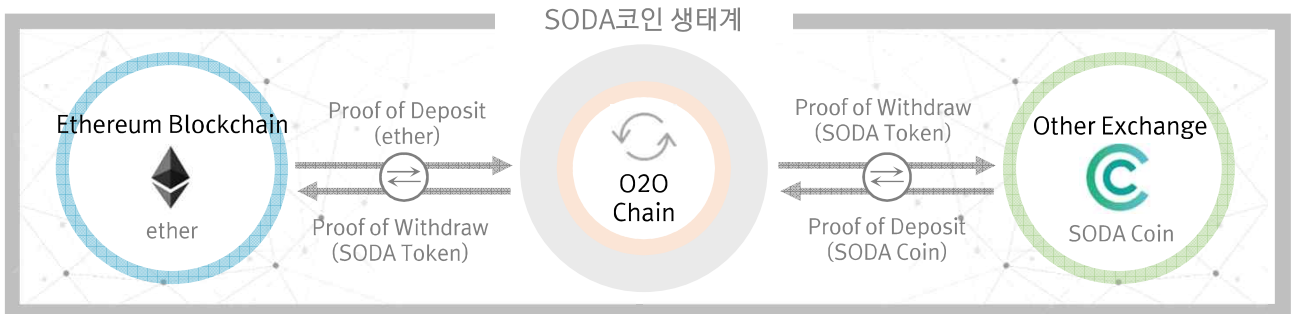 SODA코인 생태계
Ethereum Blockchain
ether
Proof of Deposit
(ether)
Proof of Withdraw
(SODA Token)
O2O
Chain
Proof of Withdraw
(SODA Token)
Proof of Deposit
(SODA Coin)
Other Exchange
SODA Coin